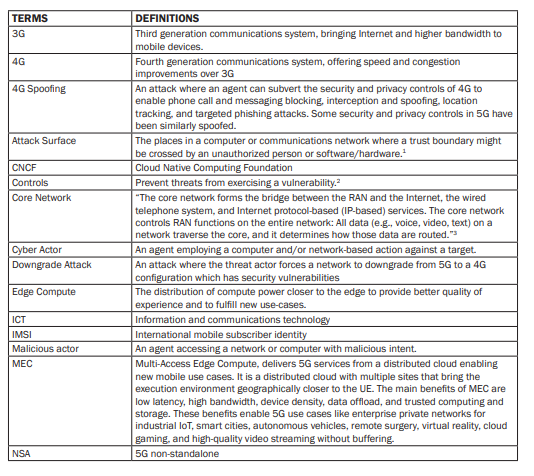 TERMS DEFINITIONS
3G Third generation communications system, bringing Internet and higher bandwidth to
mobile devices.
4G Fourth generation communications system, offering speed and congestion
improvements over 3G
4G Spoofing An attack where an agent can subvert the security and privacy controls of 4G to
enable phone call and messaging blocking, interception and spoofing, location
tracking, and targeted phishing attacks. Some security and privacy controls in 5G have
been similarly spoofed.
Attack Surface The places in a computer or communications network where a trust boundary might
be crossed by an unauthorized person or software/hardware.¹
CNCF Cloud Native Computing Foundation
Controls Prevent threats from exercising a vulnerability.²
Core Network “The core network forms the bridge between the RAN and the Internet, the wired
telephone system, and Internet protocol-based (IP-based) services. The core network
controls RAN functions on the entire network: All data (e.g., voice, video, text) on a
network traverse the core, and it determines how those data are routed.”³
Cyber Actor An agent employing a computer and/or network-based action against a target.
Downgrade Attack An attack where the threat actor forces a network to downgrade from 5G to a 4G
configuration which has security vulnerabilities
Edge Compute The distribution of compute power closer to the edge to provide better quality of
experience and to fulfill new use-cases.
ICT Information and communications technology
IMSI International mobile subscriber identity
Malicious actor An agent accessing a network or computer with malicious intent.
MEC Multi-Access Edge Compute, delivers 5G services from a distributed cloud enabling
new mobile use cases. It is a distributed cloud with multiple sites that bring the
execution environment geographically closer to the UE. The main benefits of MEC are
low latency, high bandwidth, device density, data offload, and trusted computing and
storage. These benefits enable 5G use cases like enterprise private networks for
industrial IoT, smart cities, autonomous vehicles, remote surgery, virtual reality, cloud
gaming, and high-quality video streaming without buffering.
NSA 5G non-standalone